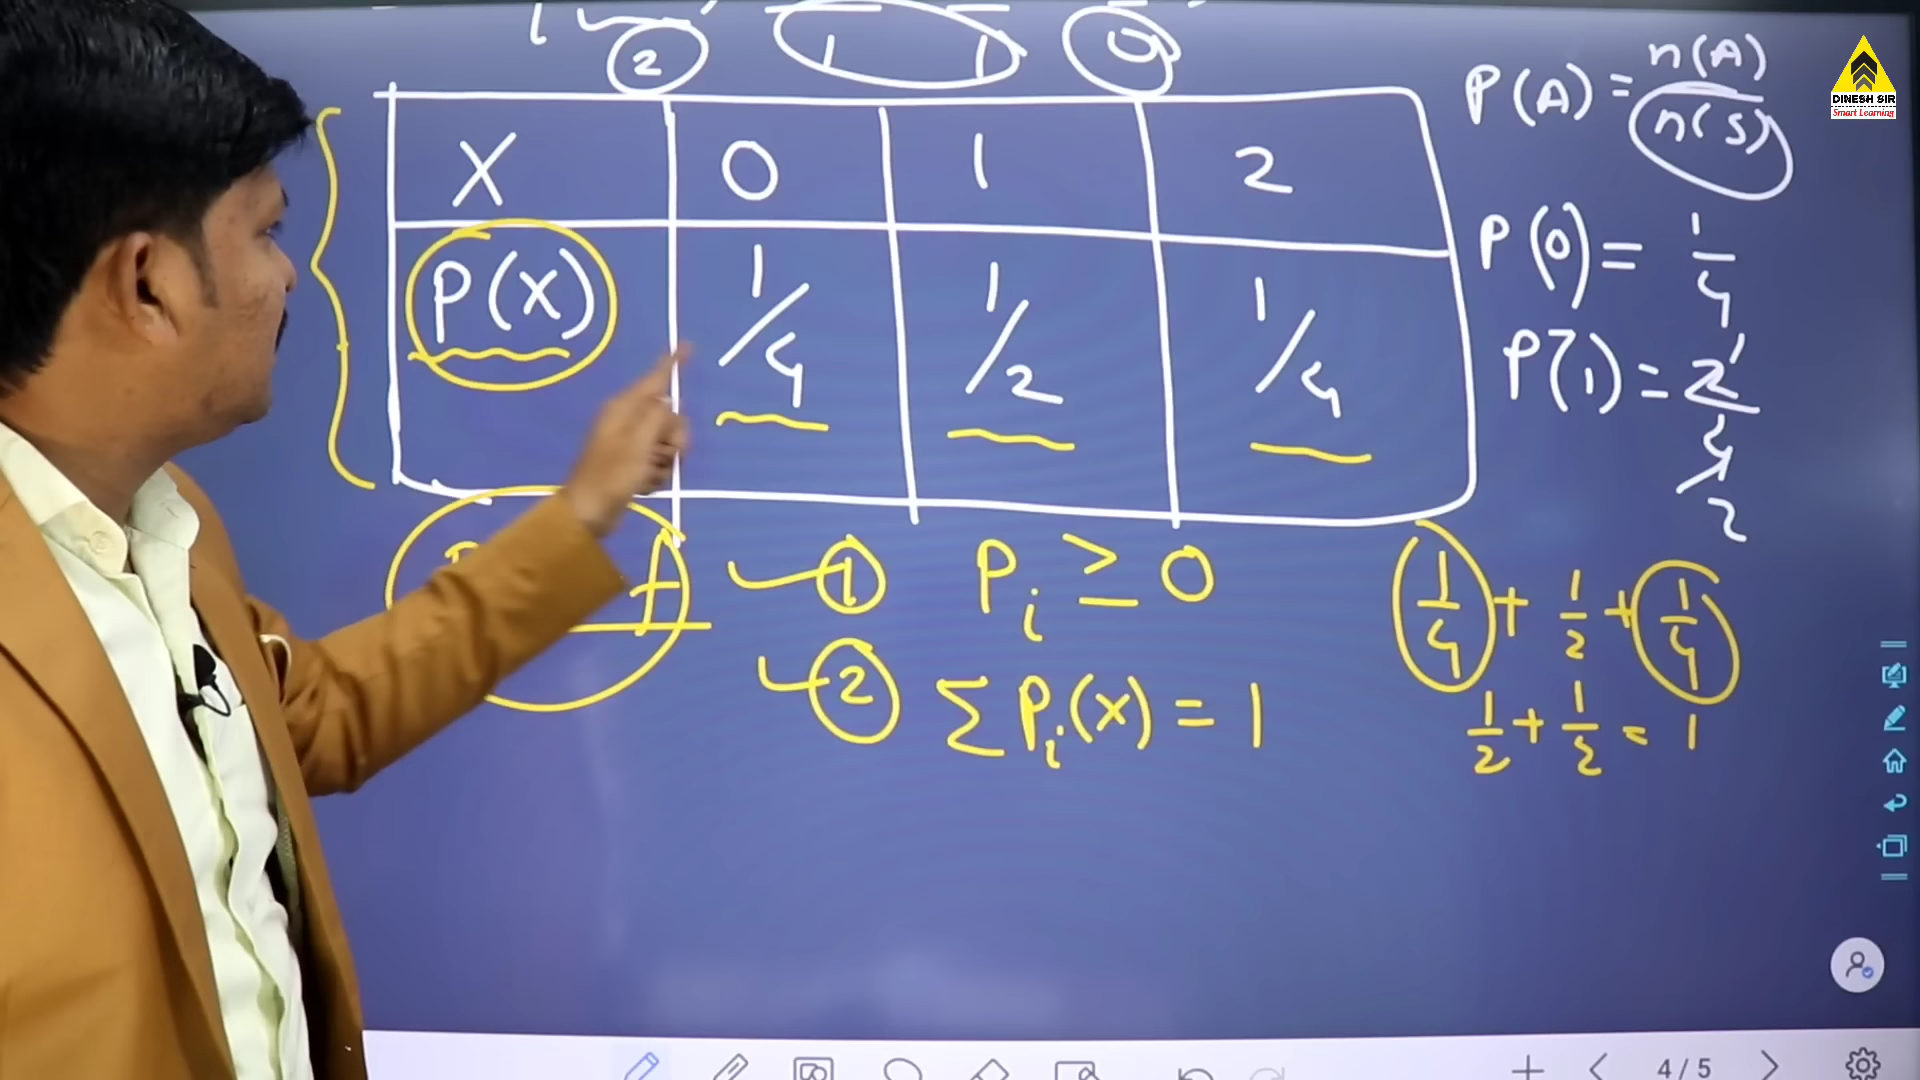 2 1 1 0
X 0 1 2
P(X) 1/4 1/2 1/4
① Pi ≥ 0
② Σ Pi(X) = 1
P(A) = n(A)/n(S)
P(0) = 1/4
P(1) = 2/4 1/2
1/4 + 1/2 + 1/4
1/2 + 1/2 = 1
DINESH SIR
Smart Learning
4 / 5